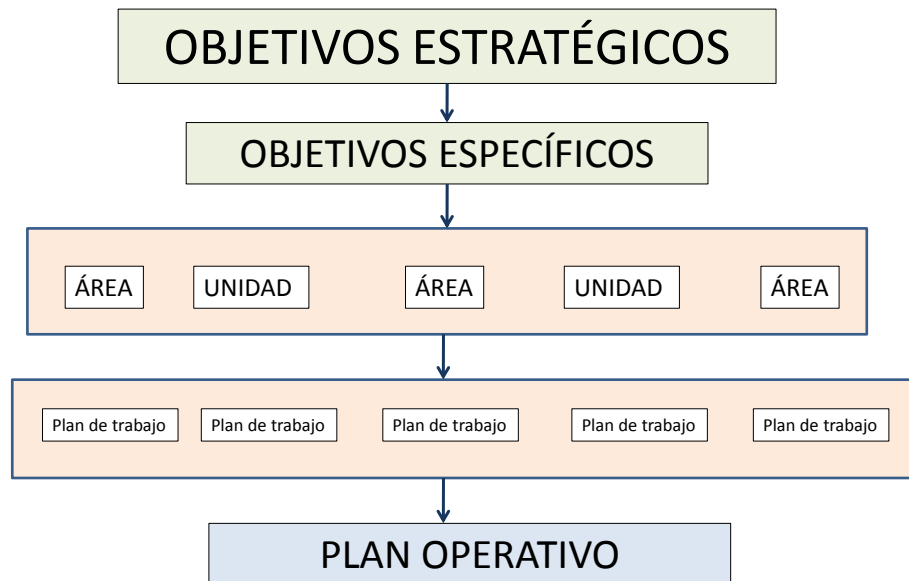 OBJETIVOS ESTRATÉGICOS
OBJETIVOS ESPECÍFICOS
ÁREA UNIDAD ÁREA UNIDAD ÁREA
Plan de trabajo Plan de trabajo Plan de trabajo Plan de trabajo Plan de trabajo
PLAN OPERATIVO